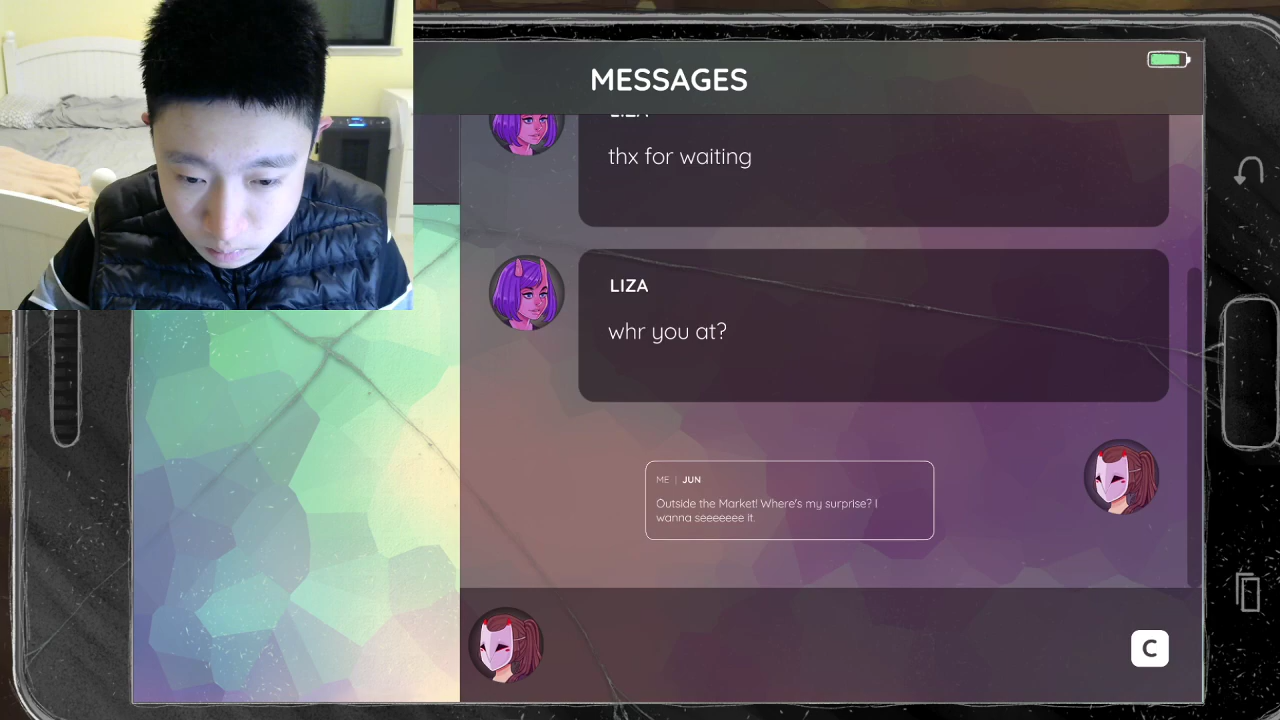 MESSAGES
LIZA
thx for waiting
LIZA
whr you at?
ME | JUN
Outside the Market! Where's my surprise? I
wanna seeeeeee it.
C